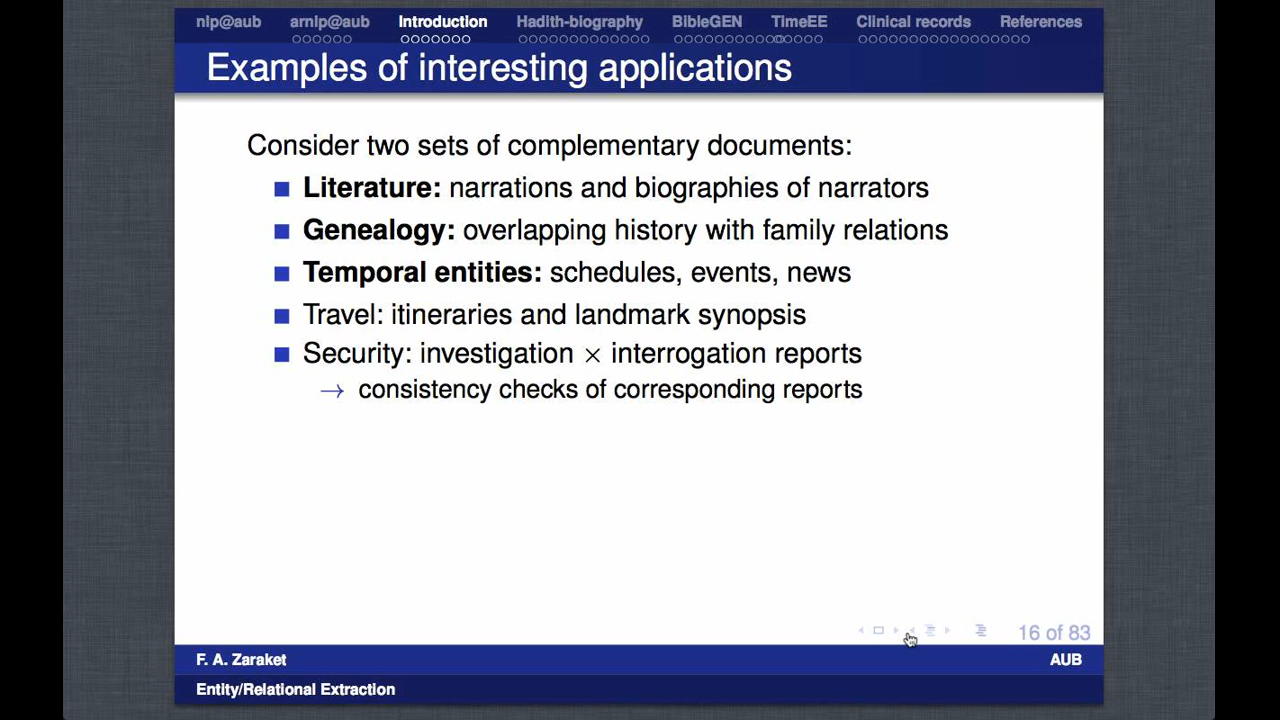 nlp@aub arnlp@aub Introduction Hadith-biography BibleGEN TimeEE Clinical records References
Examples of interesting applications
Consider two sets of complementary documents:
Literature: narrations and biographies of narrators
Genealogy: overlapping history with family relations
Temporal entities: schedules, events, news
Travel: itineraries and landmark synopsis
Security: investigation × interrogation reports
→ consistency checks of corresponding reports
16 of 83
F. A. Zaraket AUB
Entity/Relational Extraction